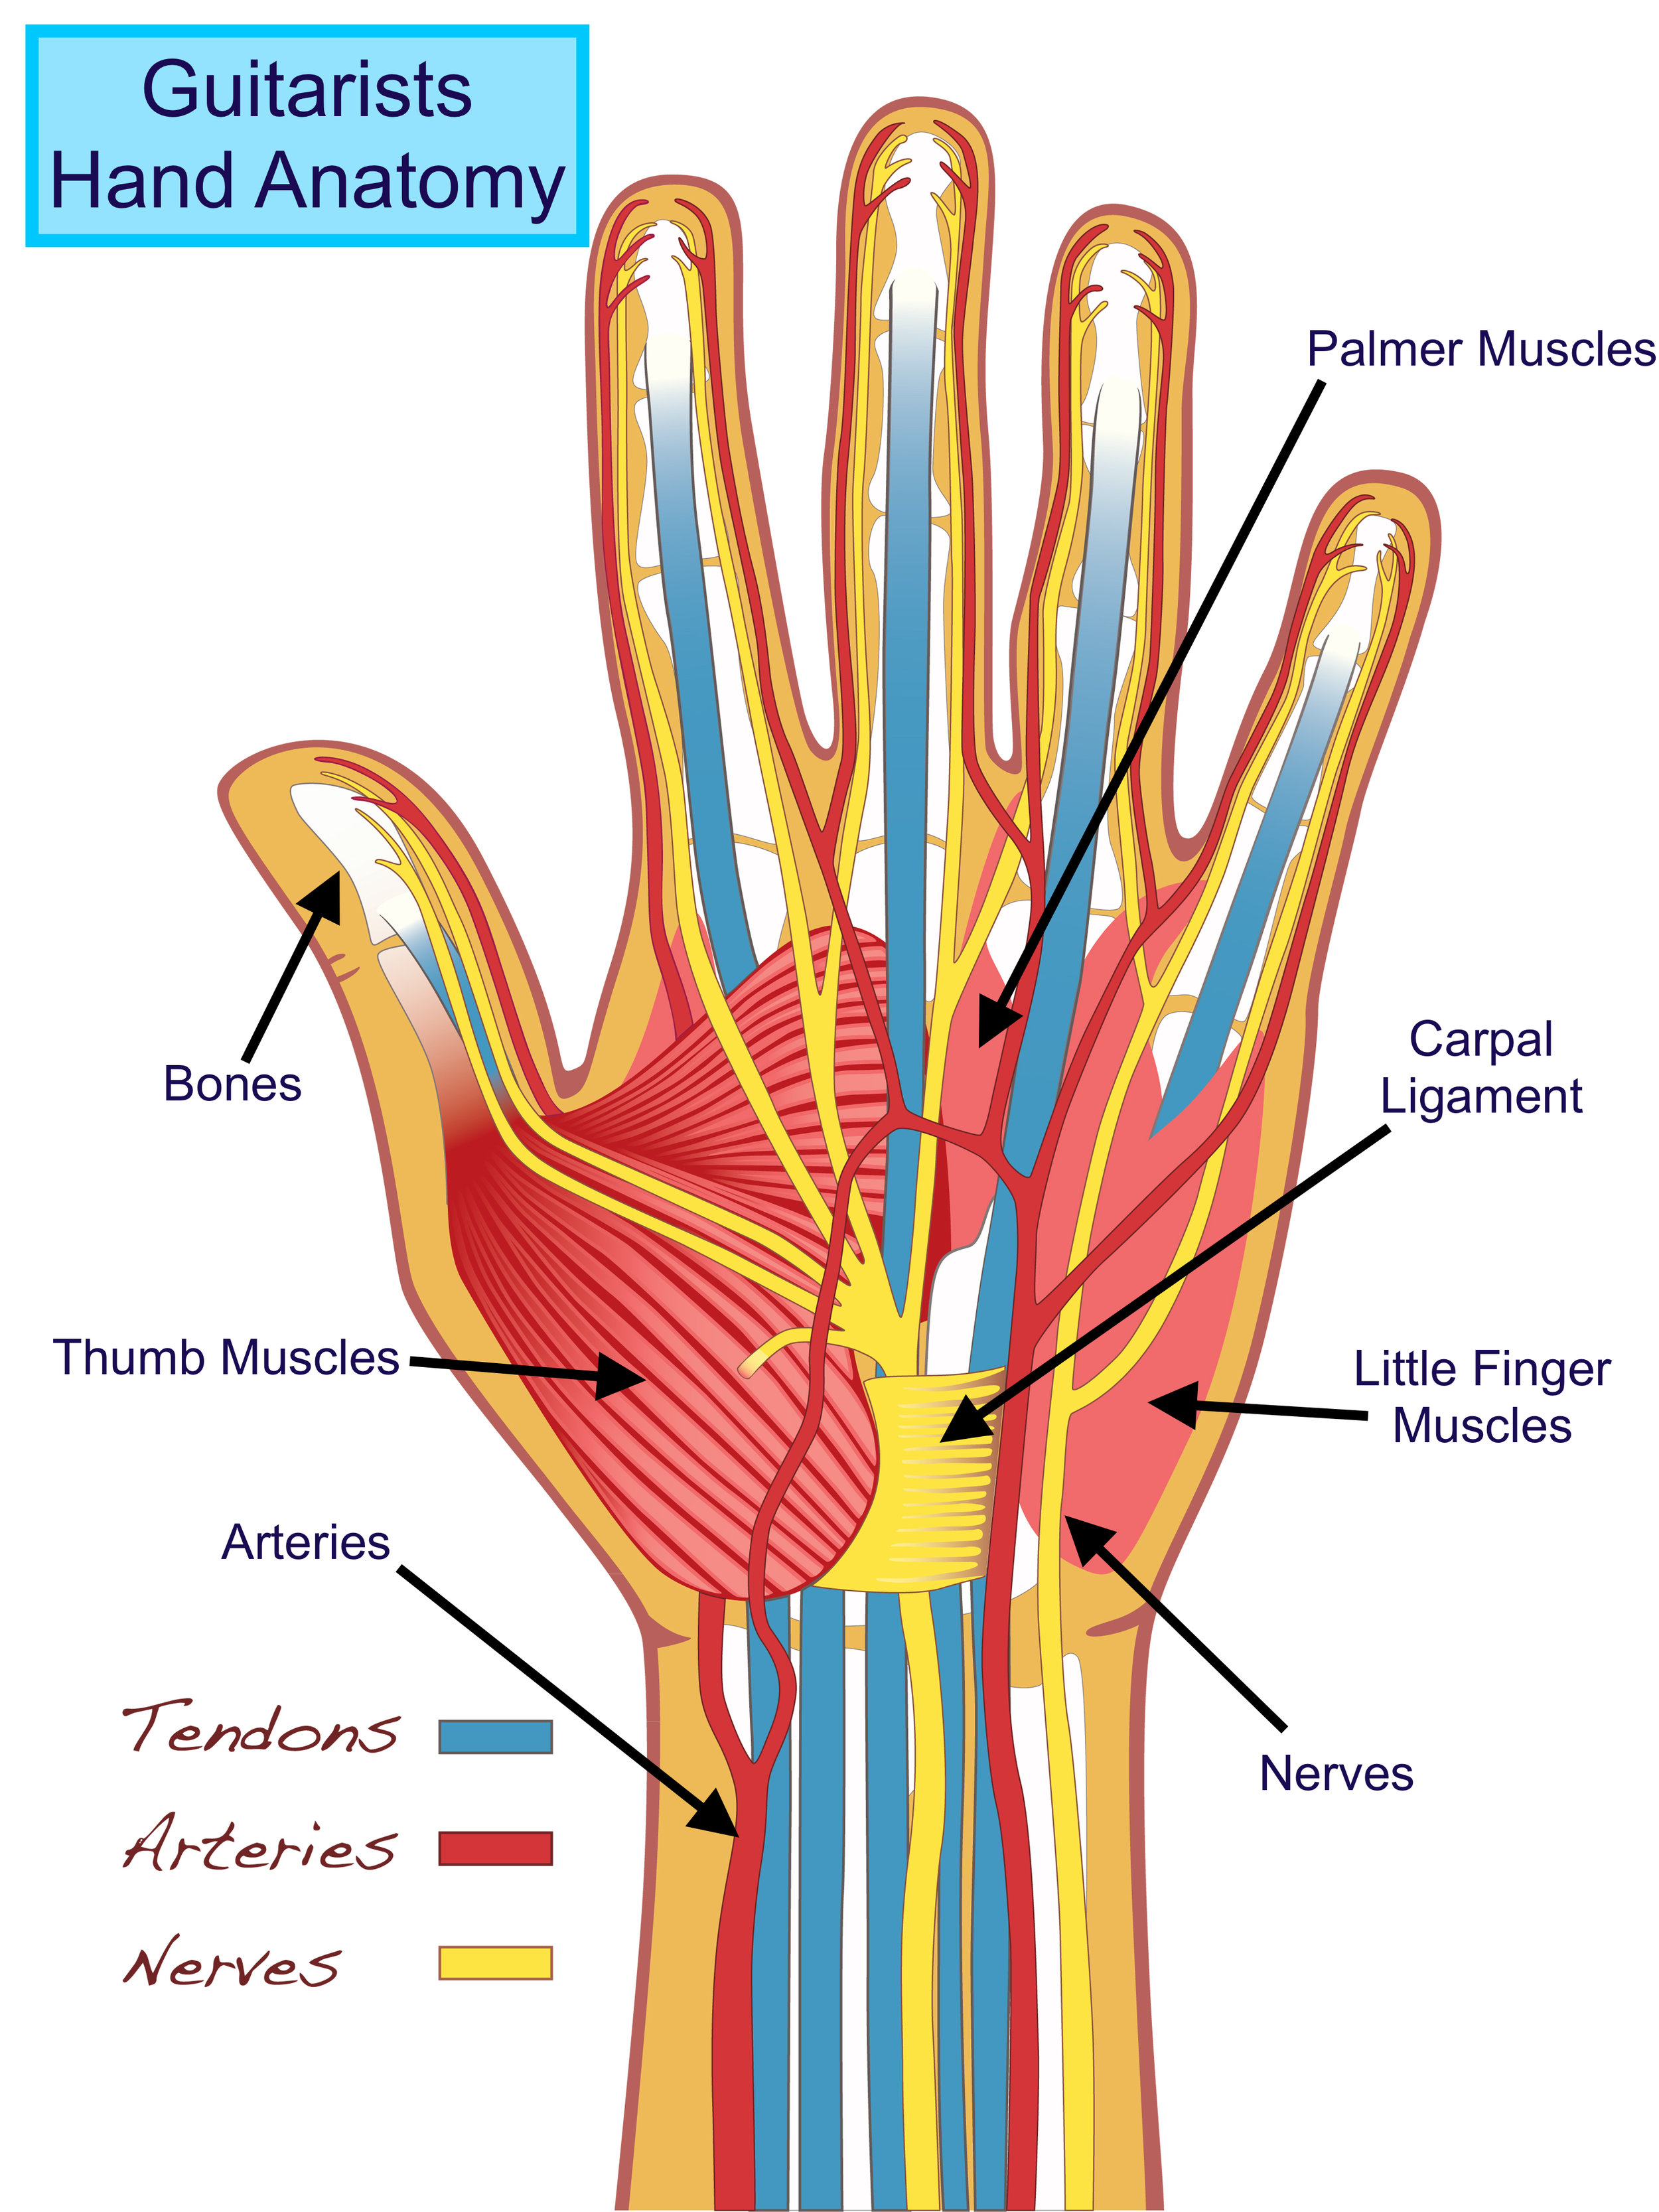 Guitarists
Hand Anatomy
Palmer Muscles
Carpal
Ligament
Bones
Thumb Muscles
Little Finger
Muscles
Arteries
Nerves
Tendons
Arteries
Nerves